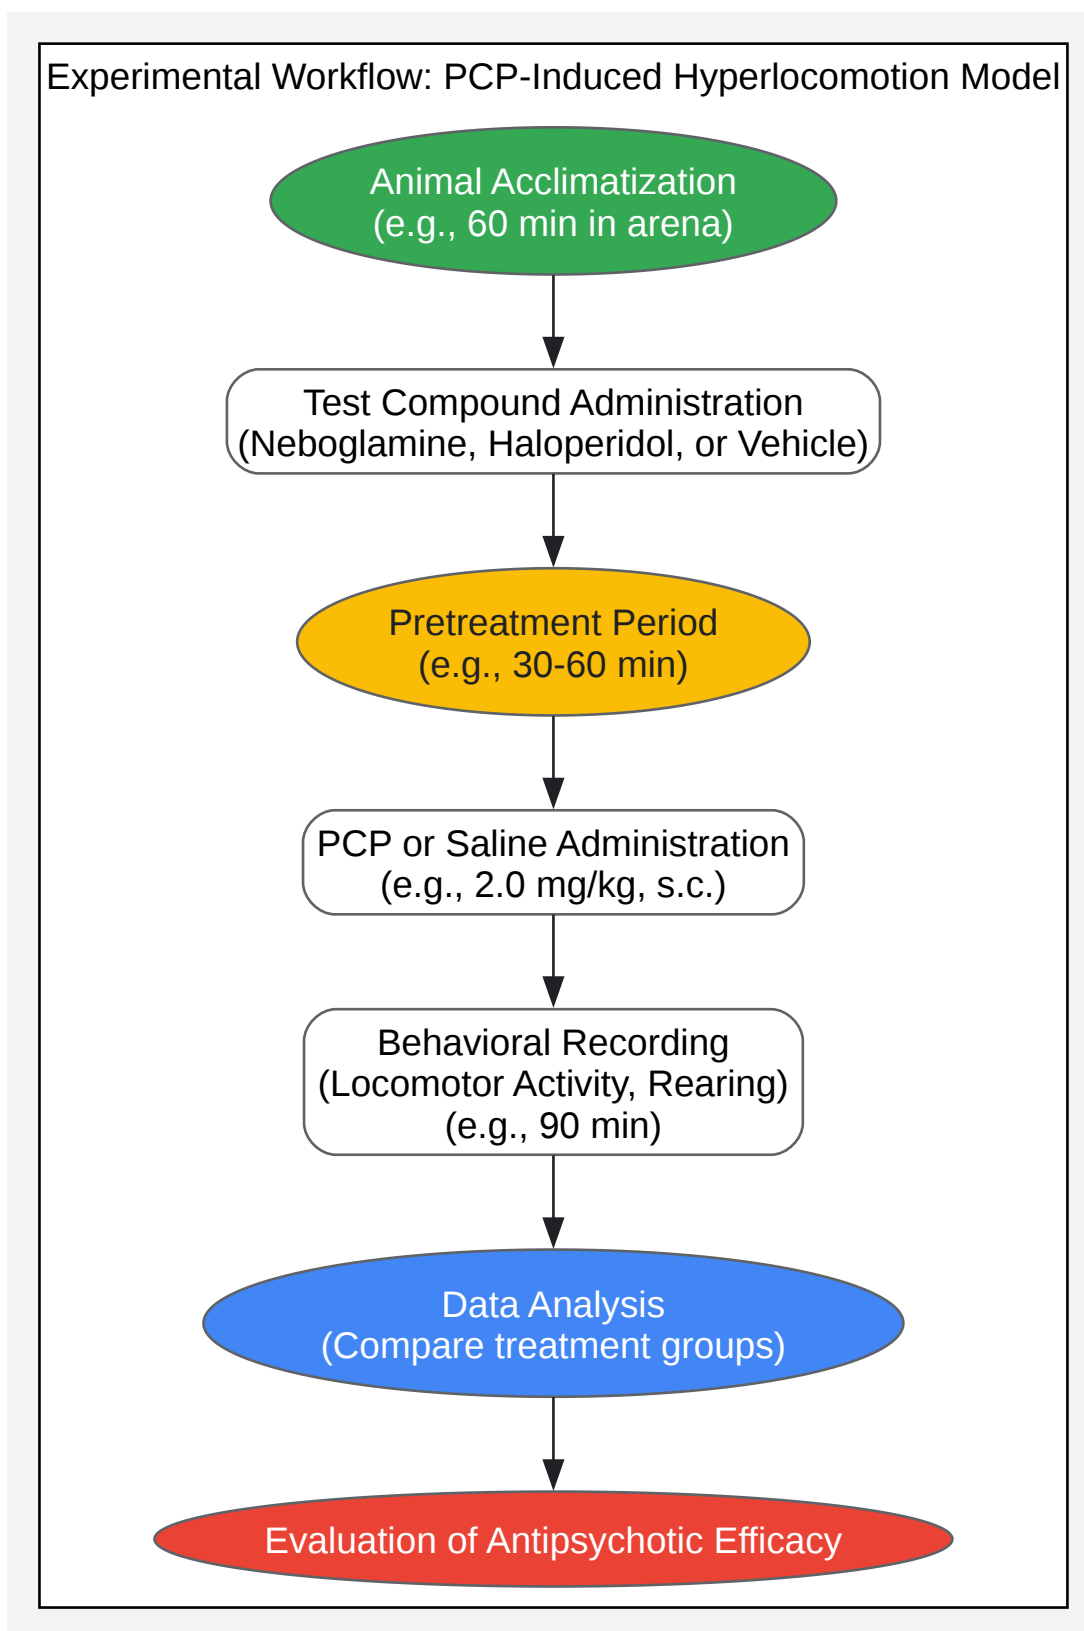 Experimental Workflow: PCP-Induced Hyperlocomotion Model
Animal Acclimatization
(e.g., 60 min in arena)
Test Compound Administration
(Neboglamine, Haloperidol, or Vehicle)
Pretreatment Period
(e.g., 30-60 min)
PCP or Saline Administration
(e.g., 2.0 mg/kg, s.c.)
Behavioral Recording
(Locomotor Activity, Rearing)
(e.g., 90 min)
Data Analysis
(Compare treatment groups)
Evaluation of Antipsychotic Efficacy